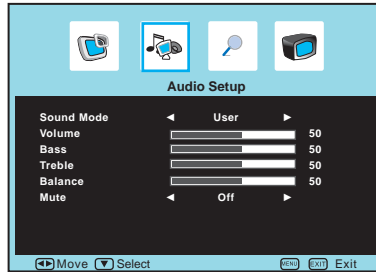 Audio Setup
Sound Mode ◄ User ►
Volume 50
Bass 50
Treble 50
Balance 50
Mute ◄ Off ►
◄► Move ▼ Select MENU EXIT Exit